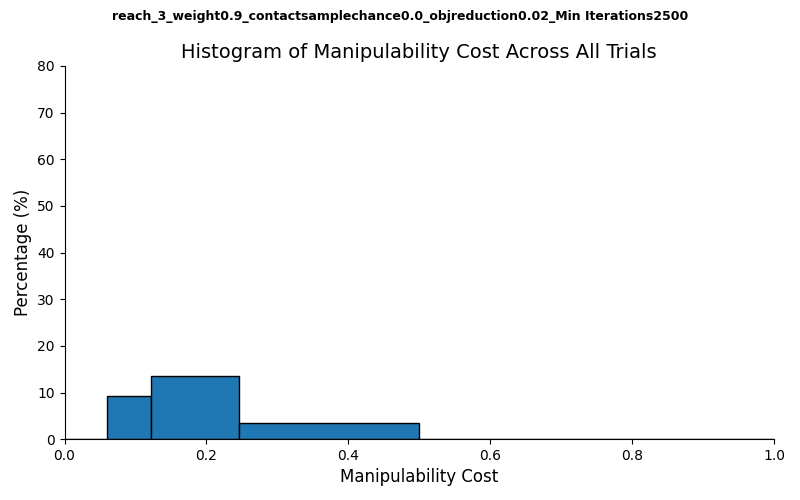 reach_3_weight0.9_contactsamplechance0.0_objreduction0.02_Min Iterations2500
Histogram of Manipulability Cost Across All Trials
80
70
60
50
40
30
20
10
0
Percentage (%)
0.0 0.2 0.4 0.6 0.8 1.0
Manipulability Cost